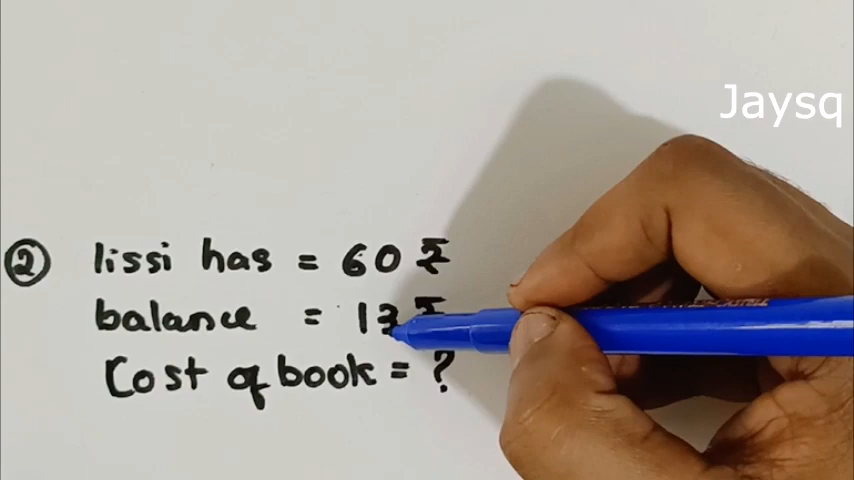 Jaysq
② lissi has = 60 ₹
balance = 13 ₹
Cost of book = ?